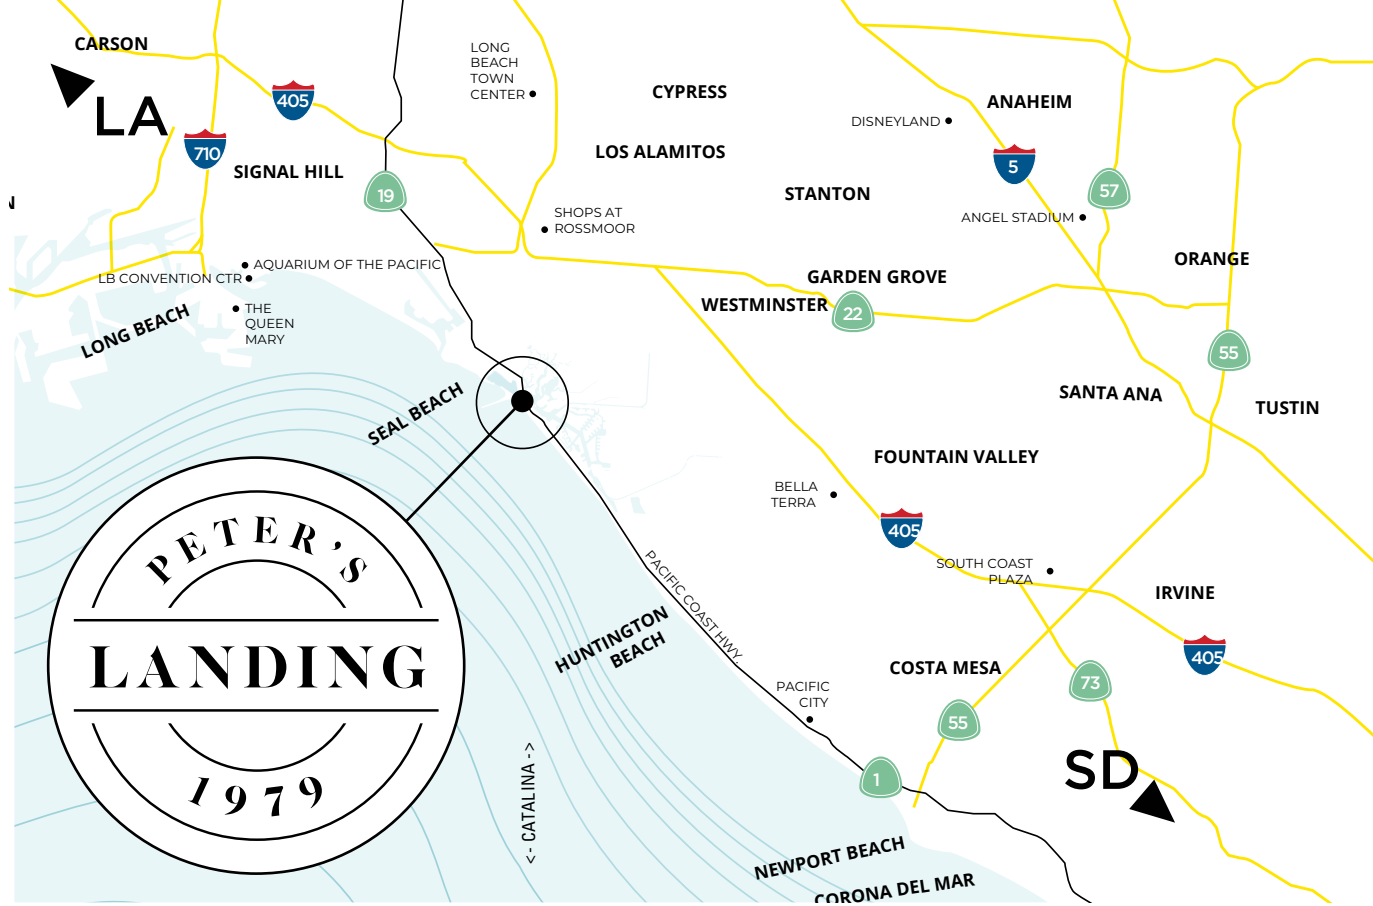 CARSON
LA
405
710
SIGNAL HILL
19
LONG
BEACH
TOWN
CENTER
CYPRESS
LOS ALAMITOS
STANTON
SHOPS AT
ROSSMOOR
DISNEYLAND
ANAHEIM
5
57
ANGEL STADIUM
ORANGE
N
AQUARIUM OF THE PACIFIC
LB CONVENTION CTR
THE
QUEEN
MARY
LONG BEACH
GARDEN GROVE
WESTMINSTER
22
55
SANTA ANA
TUSTIN
SEAL BEACH
FOUNTAIN VALLEY
BELLA
TERRA
405
SOUTH COAST
PLAZA
IRVINE
405
PETER'S
LANDING
1979
PACIFIC COAST HWY.
HUNTINGTON
BEACH
COSTA MESA
PACIFIC
CITY
55
73
1
SD
<- CATALINA ->
NEWPORT BEACH
CORONA DEL MAR